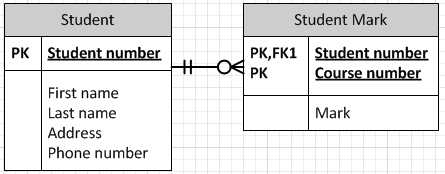 Student
PK Student number
First name
Last name
Address
Phone number
Student Mark
PK,FK1 Student number
PK Course number
Mark